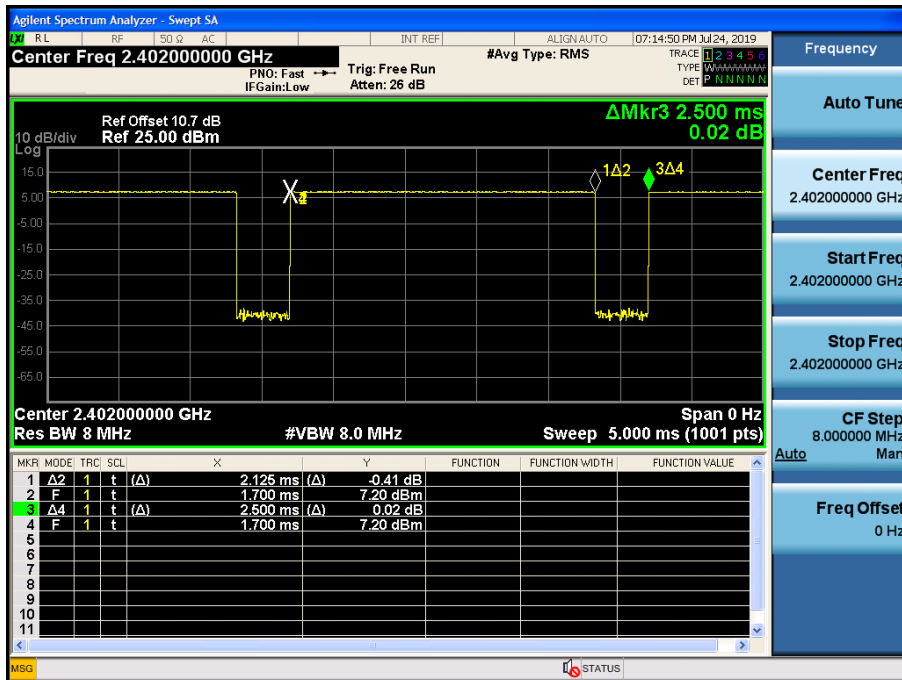 Agilent Spectrum Analyzer - Swept SA
LXI RL RF 50 Ω AC INT REF ALIGN AUTO 07:14:50 PM Jul 24, 2019
Center Freq 2.402000000 GHz
PNO: Fast
IFGain:Low
Trig: Free Run
Atten: 26 dB
#Avg Type: RMS
TRACE 1 2 3 4 5 6
TYPE WWWWWW
DET P N N N N N
ΔMkr3 2.500 ms
0.02 dB
Ref Offset 10.7 dB
10 dB/div Ref 25.00 dBm
Log
15.0
5.00
-5.00
-15.0
-25.0
-35.0
-45.0
-55.0
-65.0
X 1Δ2 3Δ4
Center 2.402000000 GHz Span 0 Hz
Res BW 8 MHz #VBW 8.0 MHz Sweep 5.000 ms (1001 pts)
MKR MODE TRC SCL X Y FUNCTION FUNCTION WIDTH FUNCTION VALUE
1 Δ2 1 t (Δ) 2.125 ms (Δ) -0.41 dB
2 F 1 t 1.700 ms 7.20 dBm
3 Δ4 1 t (Δ) 2.500 ms (Δ) 0.02 dB
4 F 1 t 1.700 ms 7.20 dBm
5
6
7
8
9
10
11
MSG STATUS
Frequency
Auto Tune
Center Freq
2.402000000 GHz
Start Freq
2.402000000 GHz
Stop Freq
2.402000000 GHz
CF Step
8.000000 MHz
Auto Man
Freq Offset
0 Hz